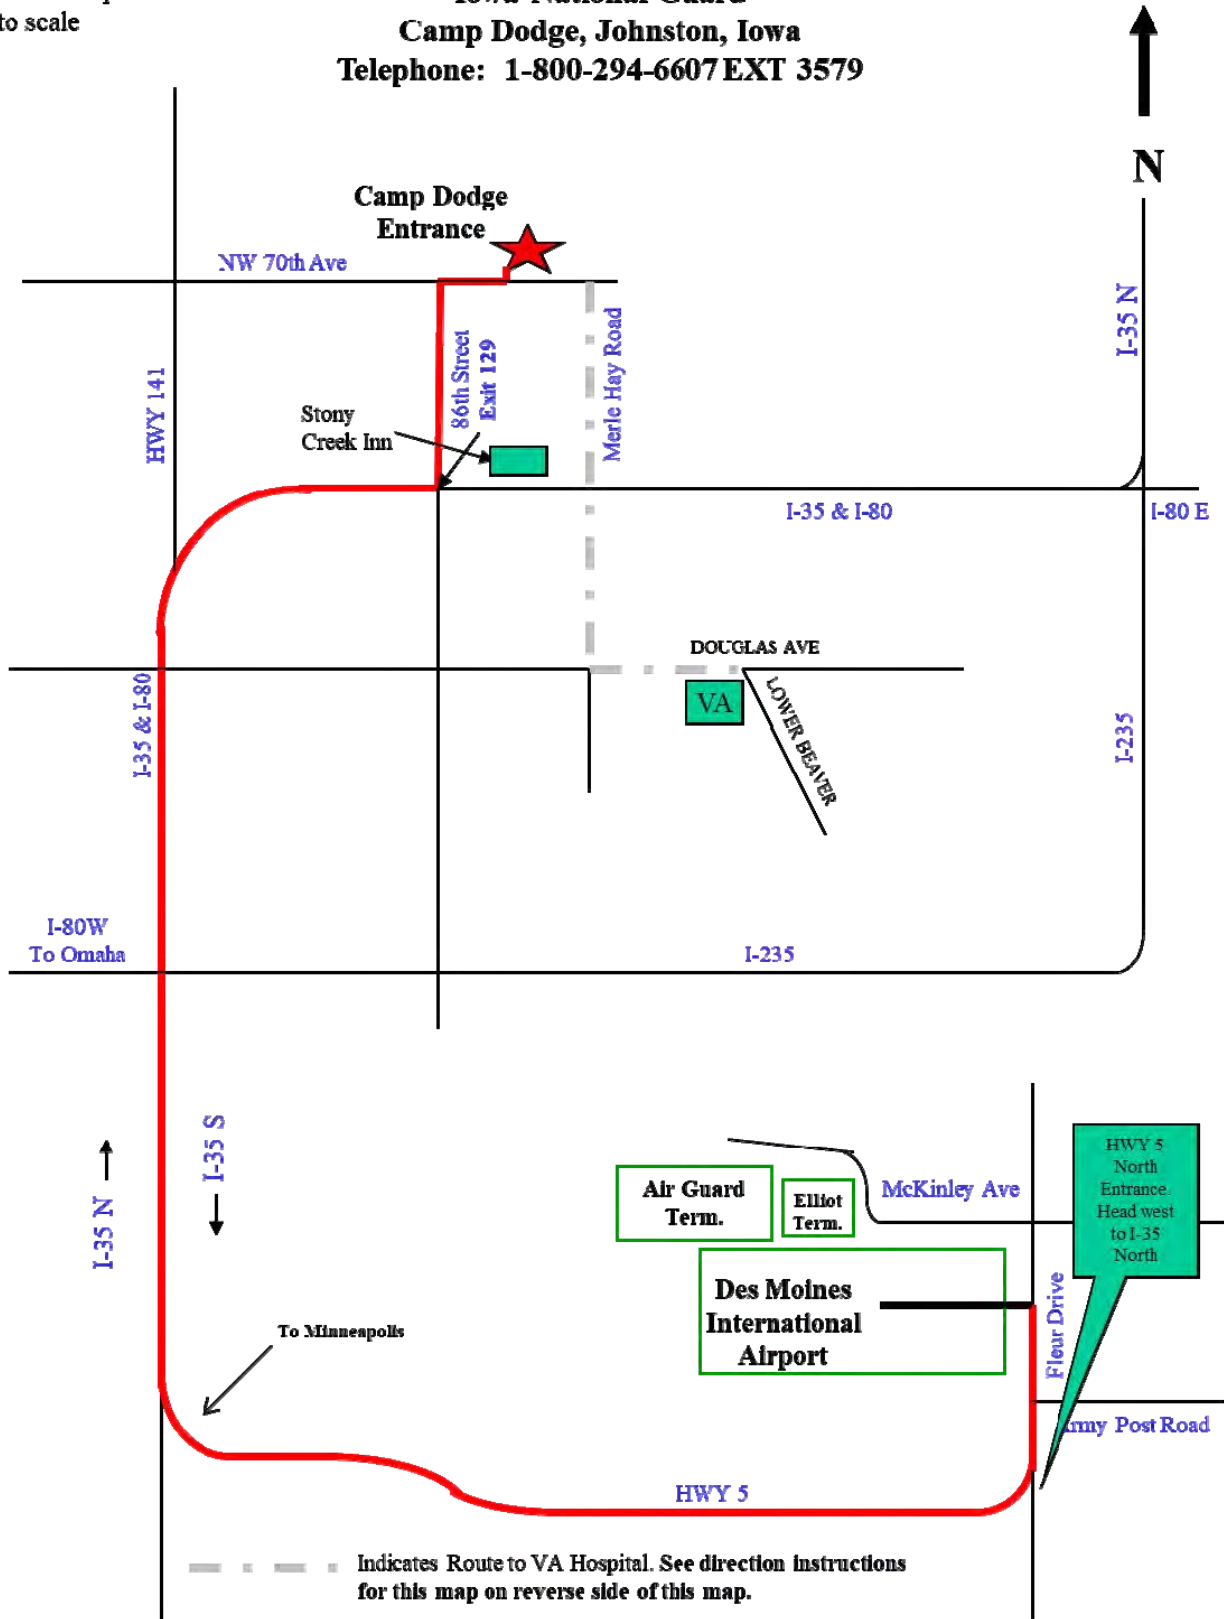 to scale
Iowa National Guard
Camp Dodge, Johnston, Iowa
Telephone: 1-800-294-6607 EXT 3579
N
Camp Dodge
Entrance
NW 70th Ave
I-35 N
HWY 141
86th Street
Exit 129
Merle Hay Road
Stony
Creek Inn
I-35 & I-80
I-80 E
DOUGLAS AVE
VA
LOWER BEAVER
I-35 & I-80
I-235
I-80W
To Omaha
I-235
I-35 N
I-35 S
Air Guard
Term.
Elliot
Term.
McKinley Ave
HWY 5
North
Entrance.
Head west
to I-35
North
Des Moines
International
Airport
Fleur Drive
To Minneapolis
rmy Post Road
HWY 5
Indicates Route to VA Hospital. See direction instructions
for this map on reverse side of this map.